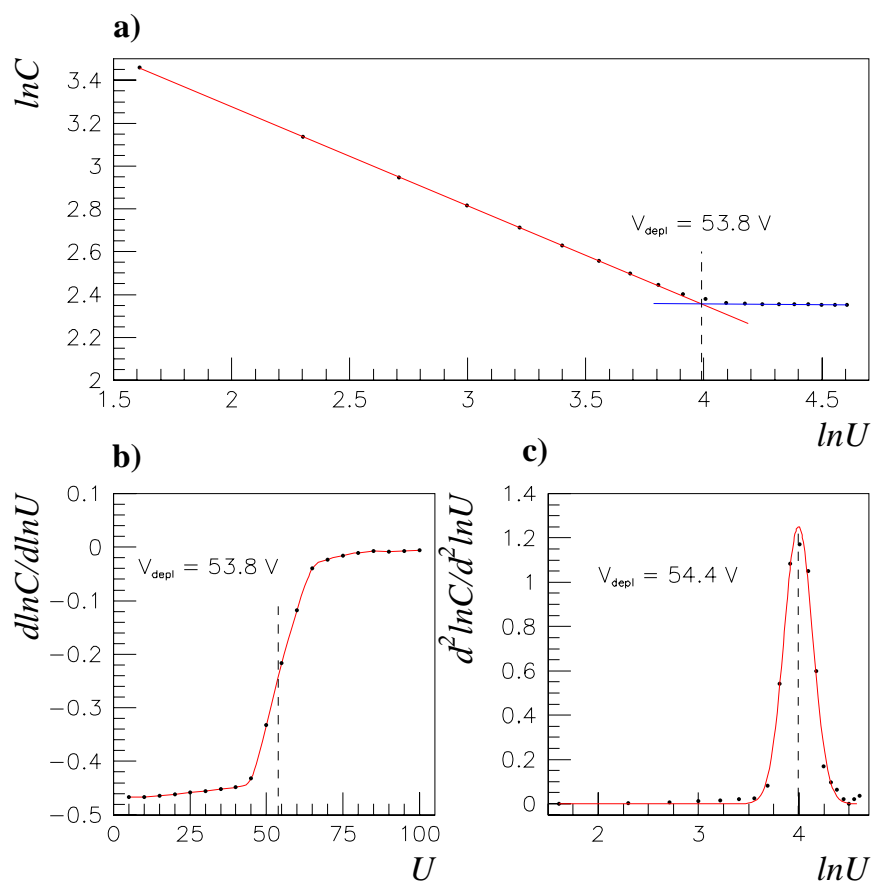 a)
lnC
3.4
3.2
3
2.8
2.6
2.4
2.2
2
V depl = 53.8 V
1.5 2 2.5 3 3.5 4 4.5
lnU
b)
dlnC/dlnU
0.1
0
−0.1
−0.2
−0.3
−0.4
−0.5
V depl = 53.8 V
0 25 50 75 100
U
c)
d²lnC/d²lnU
1.4
1.2
1
0.8
0.6
0.4
0.2
0
V depl = 54.4 V
2 3 4
lnU